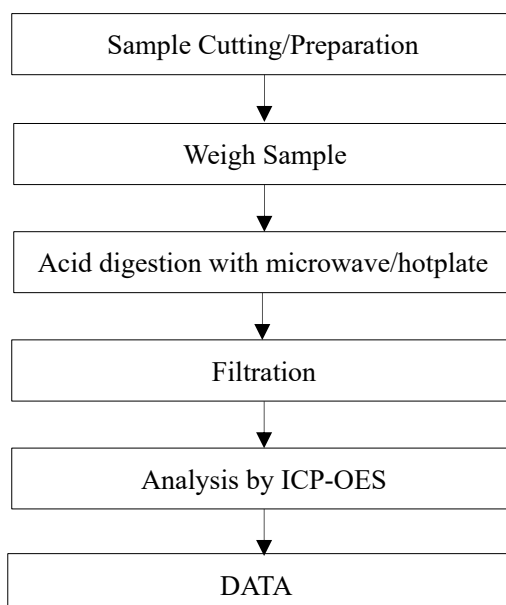 Sample Cutting/Preparation
Weigh Sample
Acid digestion with microwave/hotplate
Filtration
Analysis by ICP-OES
DATA